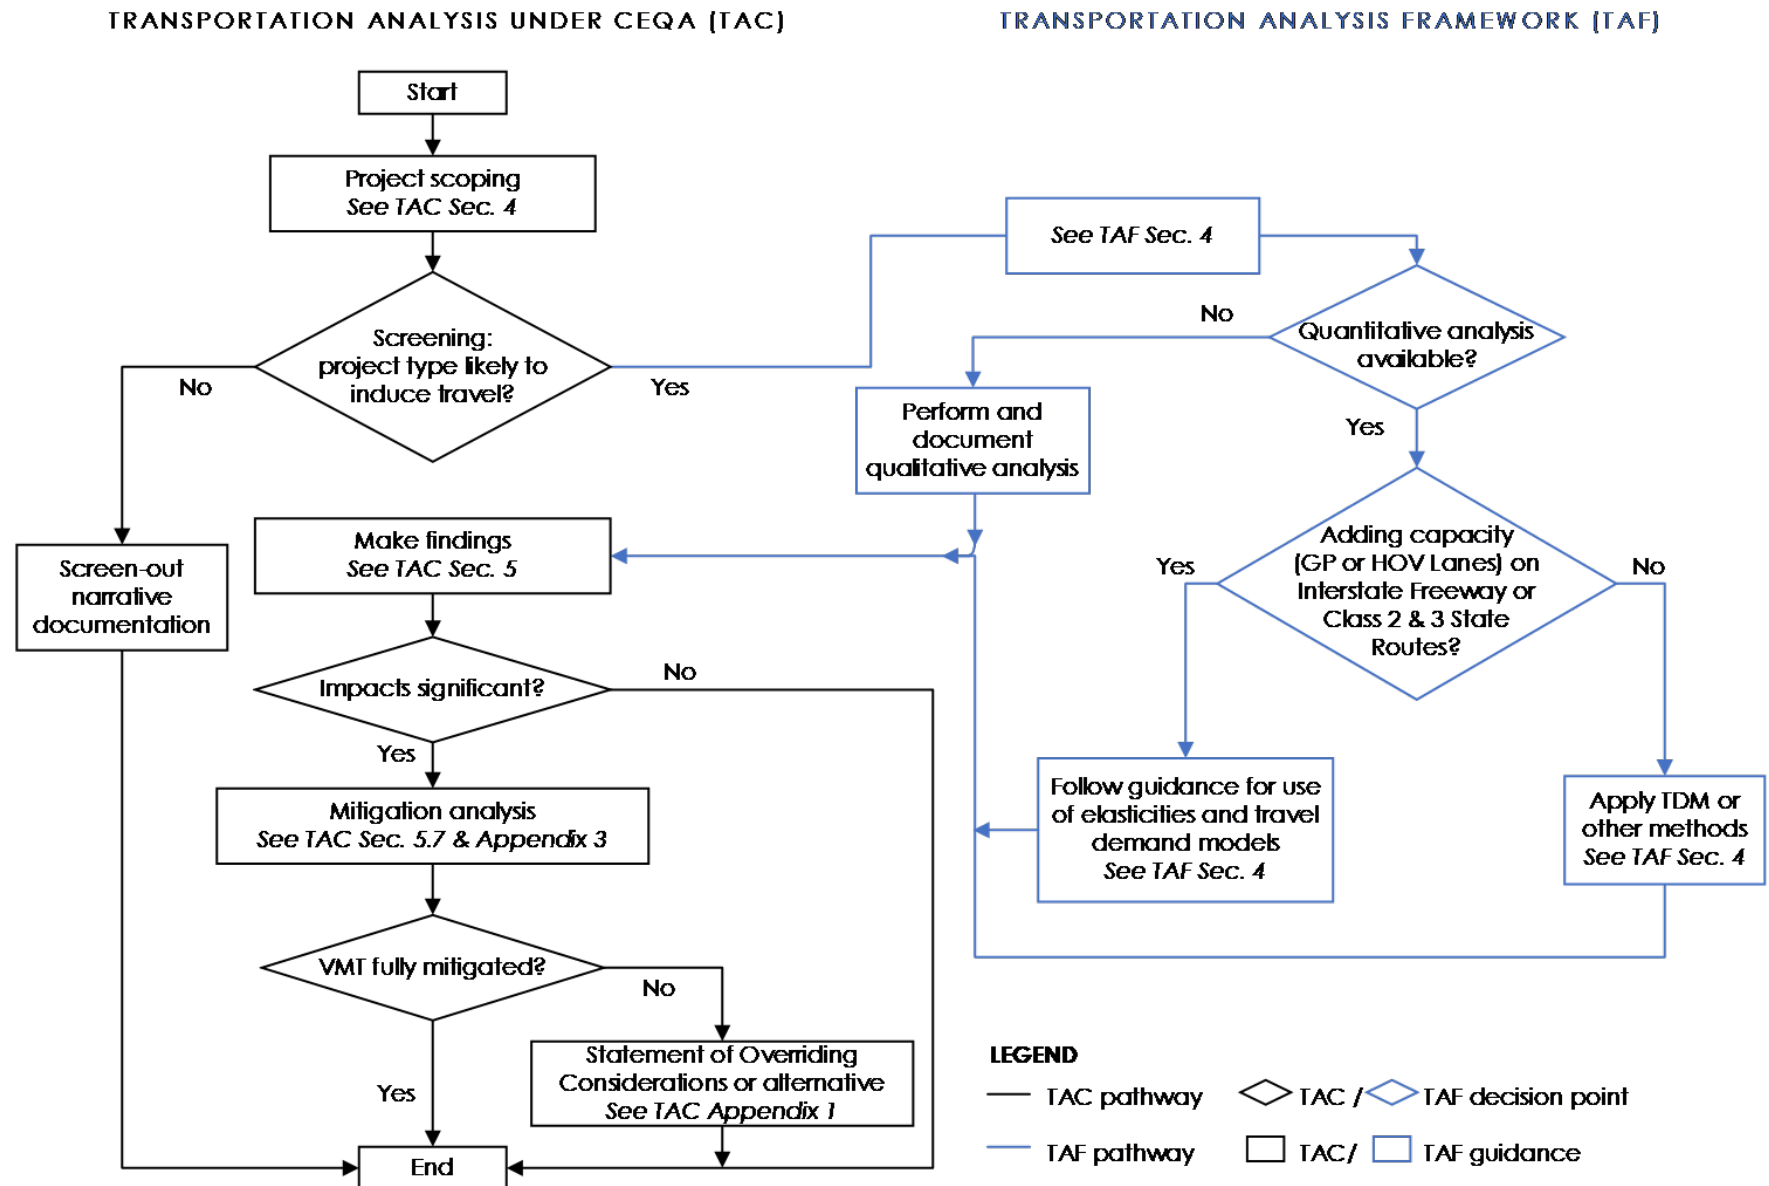 TRANSPORTATION ANALYSIS UNDER CEQA (TAC)
TRANSPORTATION ANALYSIS FRAMEWORK (TAF)
Start
Project scoping
See TAC Sec. 4
Screening:
project type likely to
induce travel?
No
Yes
See TAF Sec. 4
Quantitative analysis
available?
No
Yes
Perform and
document
qualitative analysis
Adding capacity
(GP or HOV Lanes) on
Interstate Freeway or
Class 2 & 3 State
Routes?
Yes
No
Follow guidance for use
of elasticities and travel
demand models
See TAF Sec. 4
Apply TDM or
other methods
See TAF Sec. 4
Screen-out
narrative
documentation
Make findings
See TAC Sec. 5
Impacts significant?
No
Yes
Mitigation analysis
See TAC Sec. 5.7 & Appendix 3
VMT fully mitigated?
No
Yes
Statement of Overriding
Considerations or alternative
See TAC Appendix 1
End
LEGEND
TAC pathway
TAC /
TAF decision point
TAF pathway
TAC/
TAF guidance